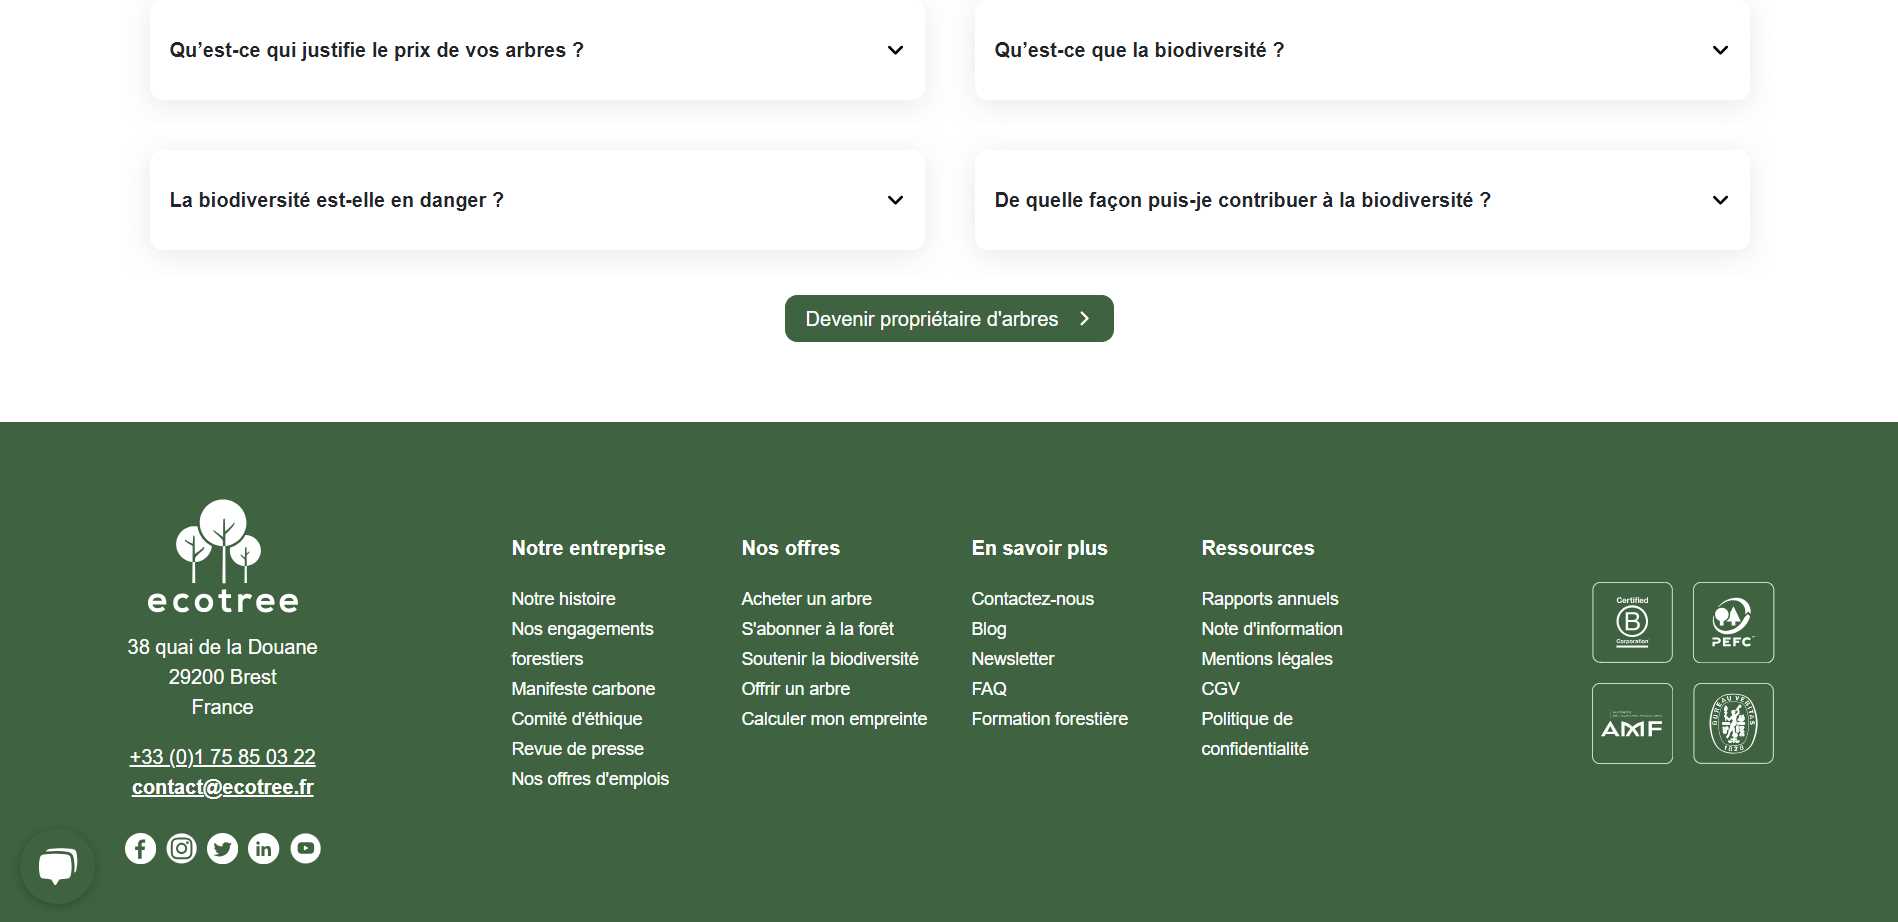 Qu’est-ce qui justifie le prix de vos arbres ?
Qu’est-ce que la biodiversité ?
La biodiversité est-elle en danger ?
De quelle façon puis-je contribuer à la biodiversité ?
Devenir propriétaire d'arbres
ecotree
38 quai de la Douane
29200 Brest
France
+33 (0)1 75 85 03 22
contact@ecotree.fr
Notre entreprise
Notre histoire
Nos engagements
forestiers
Manifeste carbone
Comité d'éthique
Revue de presse
Nos offres d'emplois
Nos offres
Acheter un arbre
S'abonner à la forêt
Soutenir la biodiversité
Offrir un arbre
Calculer mon empreinte
En savoir plus
Contactez-nous
Blog
Newsletter
FAQ
Formation forestière
Ressources
Rapports annuels
Note d'information
Mentions légales
CGV
Politique de
confidentialité
Certified
B
Corporation
PEFC
AMF
BUREAU VERITAS
1828